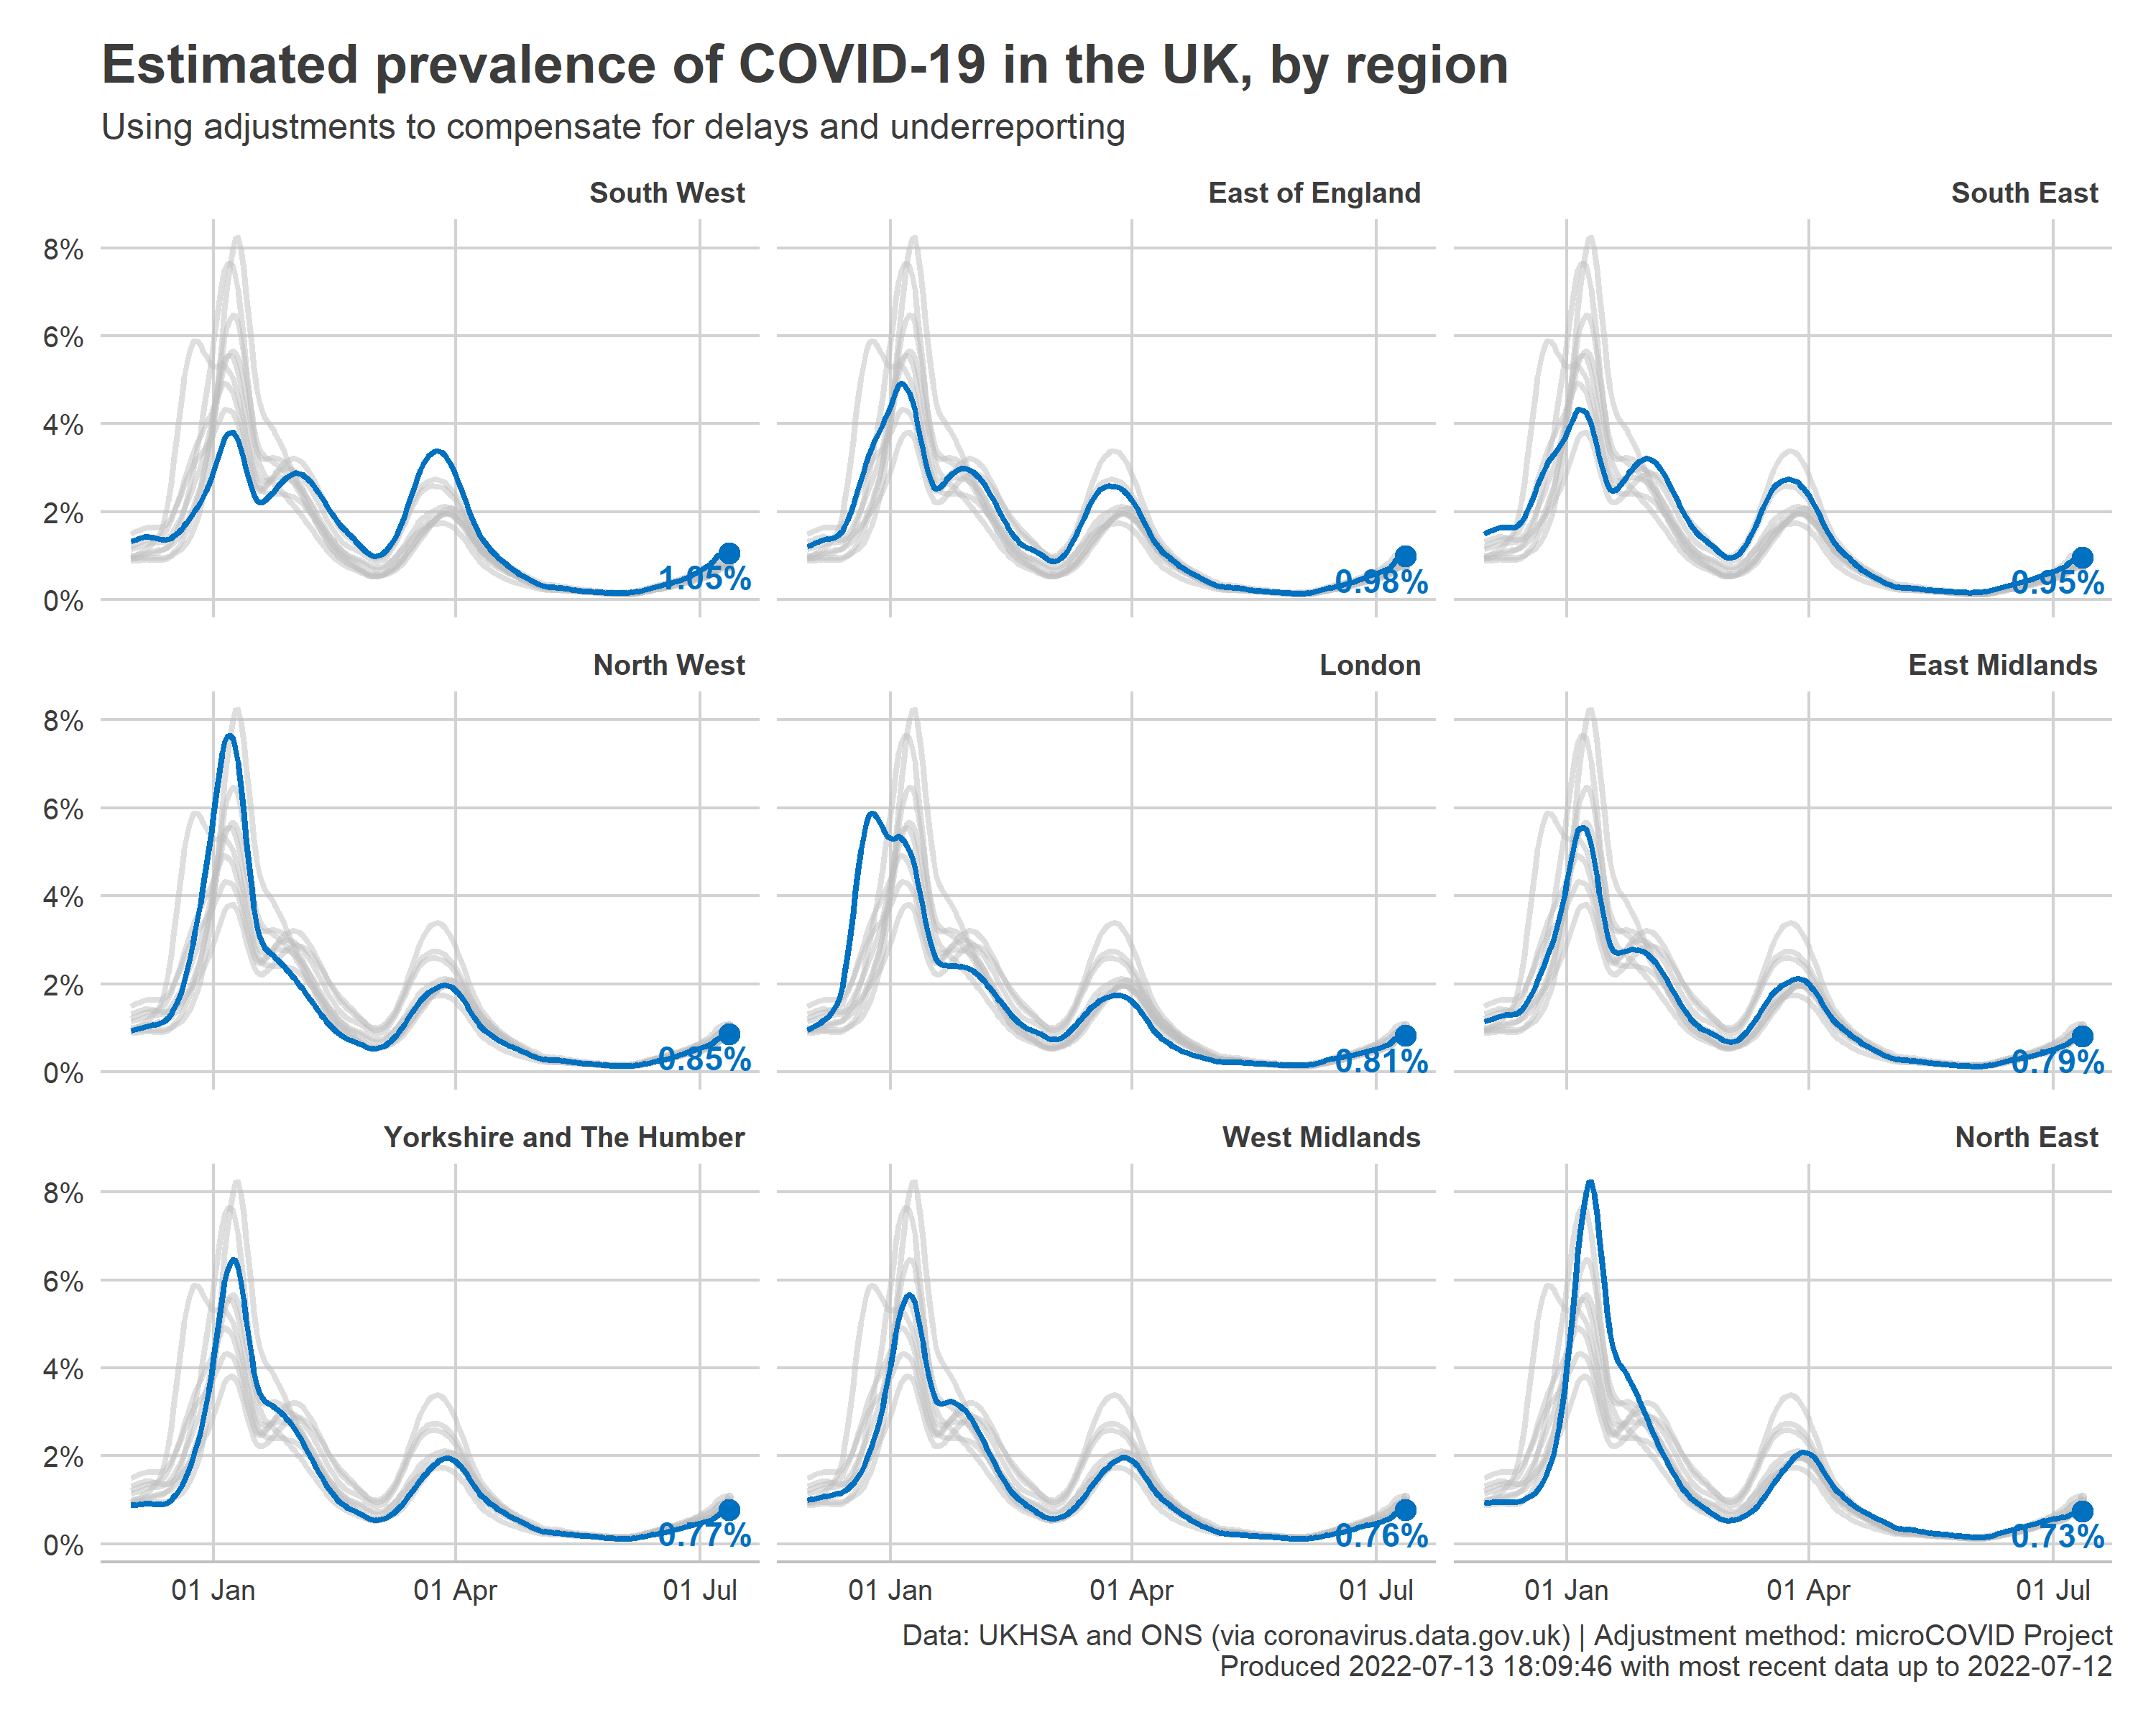 Estimated prevalence of COVID-19 in the UK, by region
Using adjustments to compensate for delays and underreporting
South West
East of England
South East
8%
6%
4%
2%
0%
1.05%
0.98%
0.95%
North West
London
East Midlands
8%
6%
4%
2%
0%
0.85%
0.81%
0.79%
Yorkshire and The Humber
West Midlands
North East
8%
6%
4%
2%
0%
0.77%
0.76%
0.73%
01 Jan
01 Apr
01 Jul
01 Jan
01 Apr
01 Jul
01 Jan
01 Apr
01 Jul
Data: UKHSA and ONS (via coronavirus.data.gov.uk) | Adjustment method: microCOVID Project
Produced 2022-07-13 18:09:46 with most recent data up to 2022-07-12